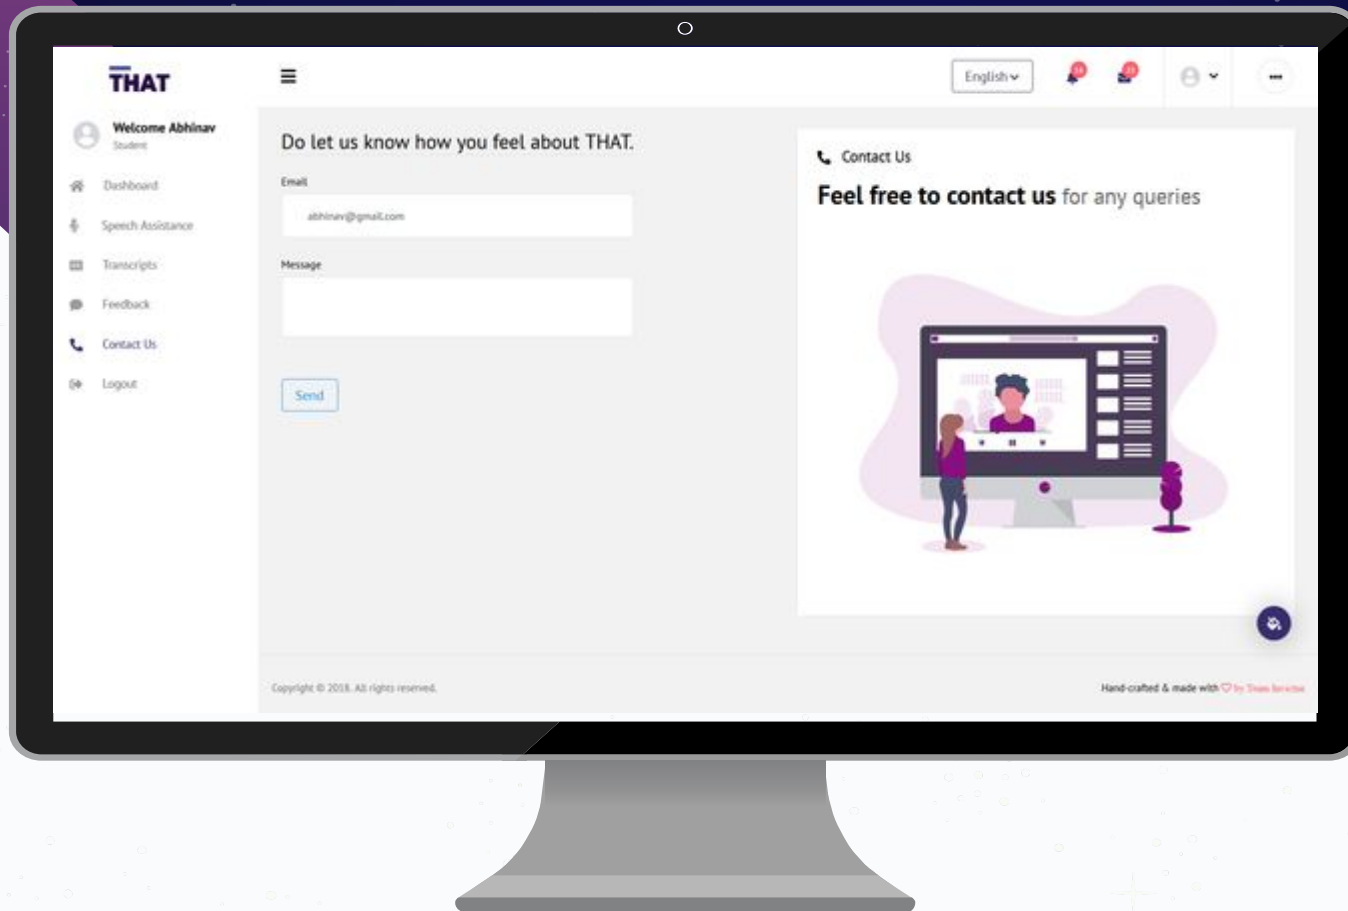 THAT
English
Welcome Abhinav
Student
Dashboard
Speech Assistance
Transcripts
Feedback
Contact Us
Logout
Do let us know how you feel about THAT.
Email
abhinav@gmail.com
Message
Send
Contact Us
Feel free to contact us for any queries
Copyright © 2018. All rights reserved.
Hand-crafted & made with ♡ by Team